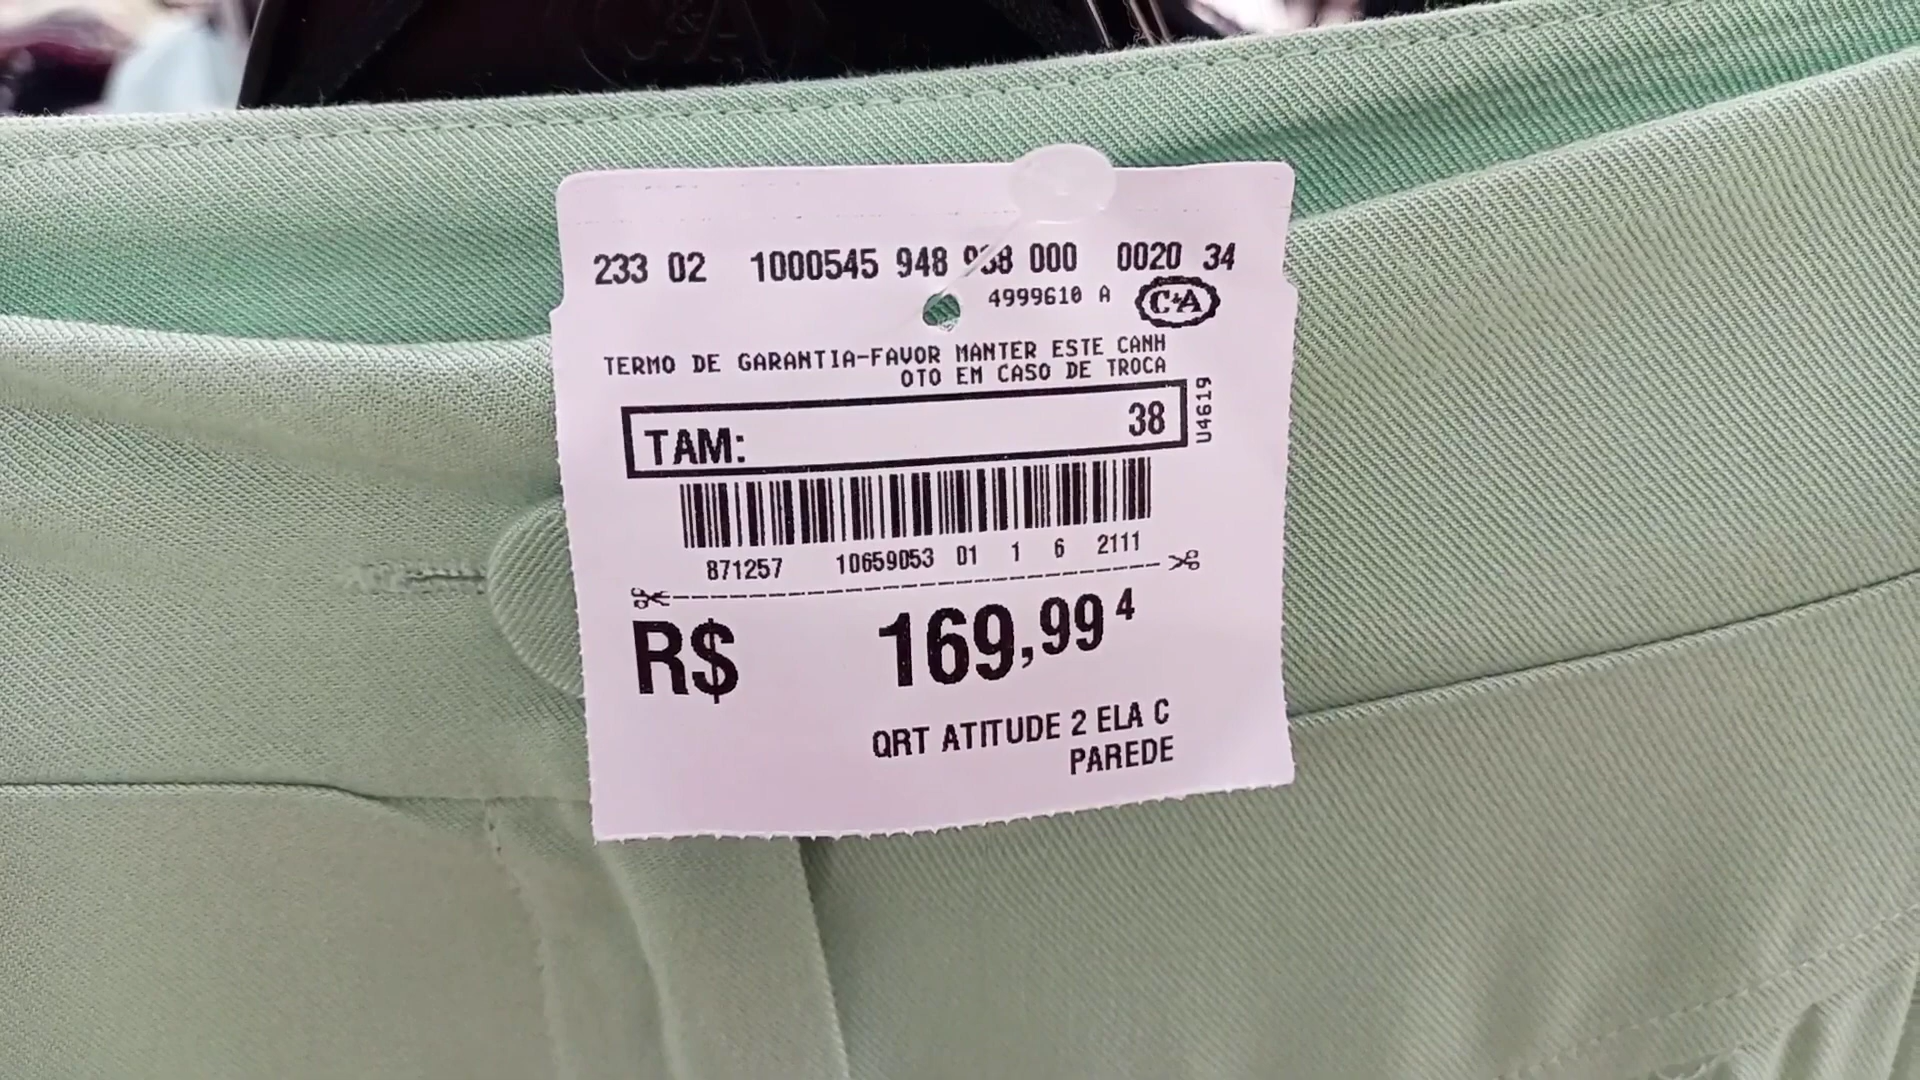 C&A
233 02 1000545 948 938 000 0020 34
4999610 A C&A
TERMO DE GARANTIA-FAVOR MANTER ESTE CANH
OTO EM CASO DE TROCA
TAM: 38
U4619
871257 10659053 01 1 6 2111
R$ 169,99 4
QRT ATITUDE 2 ELA C
PAREDE